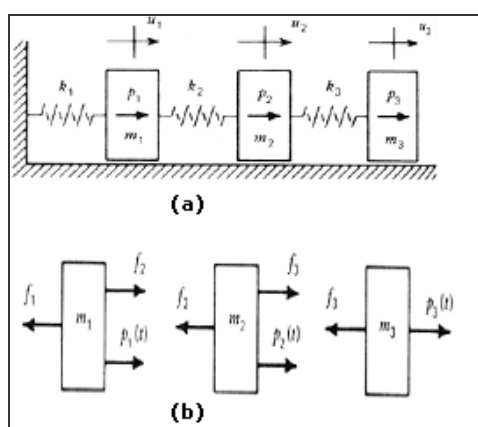 u₁ u₂ u₃
k₁ k₂ k₃
p₁ p₂ p₃
m₁ m₂ m₃
(a)
f₂ f₃
f₁ m₁ f₂ m₂ f₃ m₃ p₃(t)
p₁(t) p₂(t)
(b)